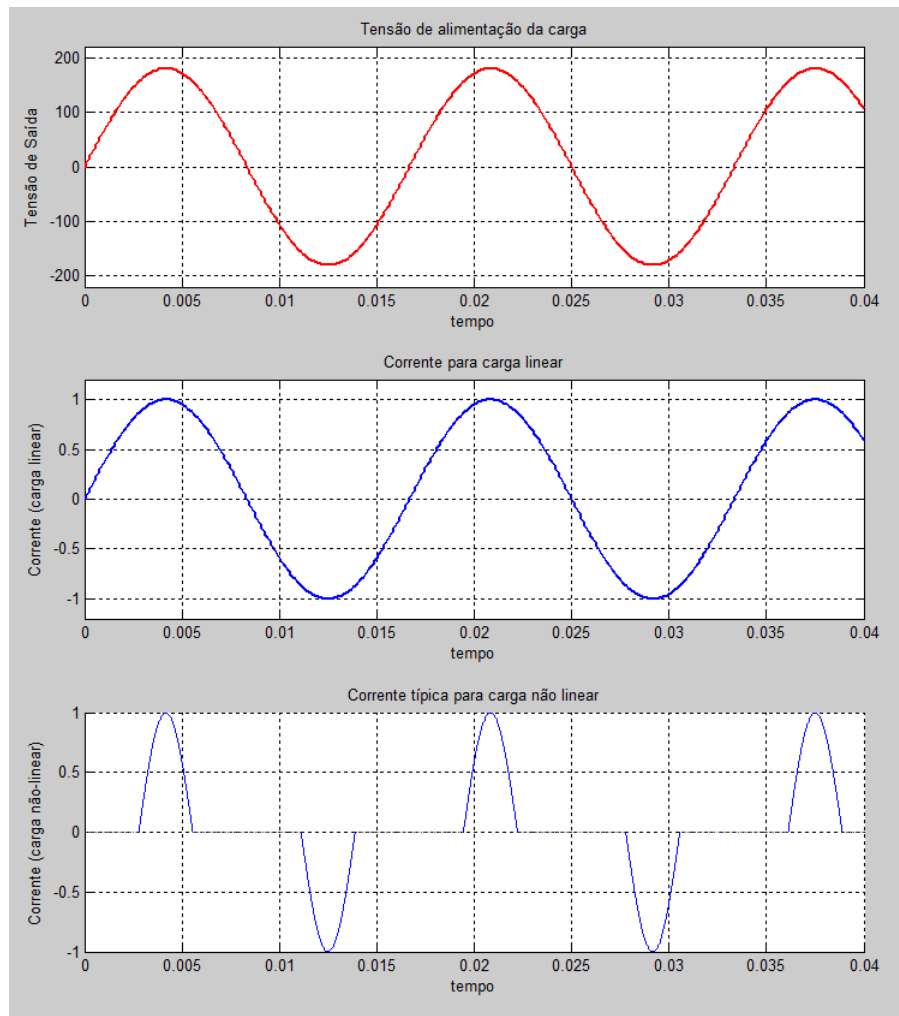 Tensão de alimentação da carga
Tensão de Saída
200
100
0
-100
-200
0 0.005 0.01 0.015 0.02 0.025 0.03 0.035 0.04
tempo
Corrente para carga linear
Corrente (carga linear)
1
0.5
0
-0.5
-1
0 0.005 0.01 0.015 0.02 0.025 0.03 0.035 0.04
tempo
Corrente típica para carga não linear
Corrente (carga não-linear)
1
0.5
0
-0.5
-1
0 0.005 0.01 0.015 0.02 0.025 0.03 0.035 0.04
tempo